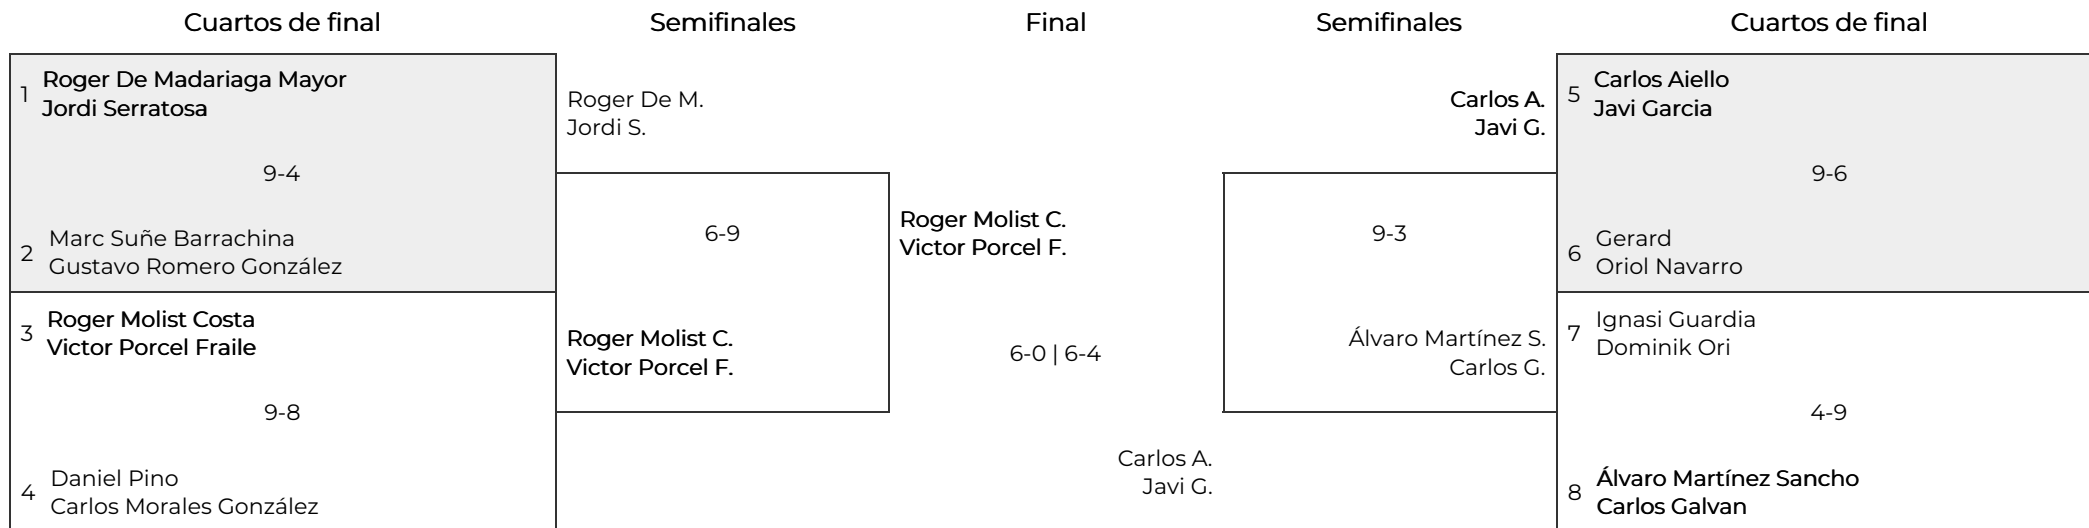 Cuartos de final
Semifinales
Final
Semifinales
Cuartos de final
1
Roger De Madariaga Mayor
Jordi Serratosa
9-4
2
Marc Suñe Barrachina
Gustavo Romero González
3
Roger Molist Costa
Victor Porcel Fraile
9-8
4
Daniel Pino
Carlos Morales González
Roger De M.
Jordi S.
6-9
Roger Molist C.
Victor Porcel F.
Roger Molist C.
Victor Porcel F.
6-0 | 6-4
Carlos A.
Javi G.
Carlos A.
Javi G.
9-3
Álvaro Martínez S.
Carlos G.
5
Carlos Aiello
Javi Garcia
9-6
6
Gerard
Oriol Navarro
7
Ignasi Guardia
Dominik Ori
4-9
8
Álvaro Martínez Sancho
Carlos Galvan